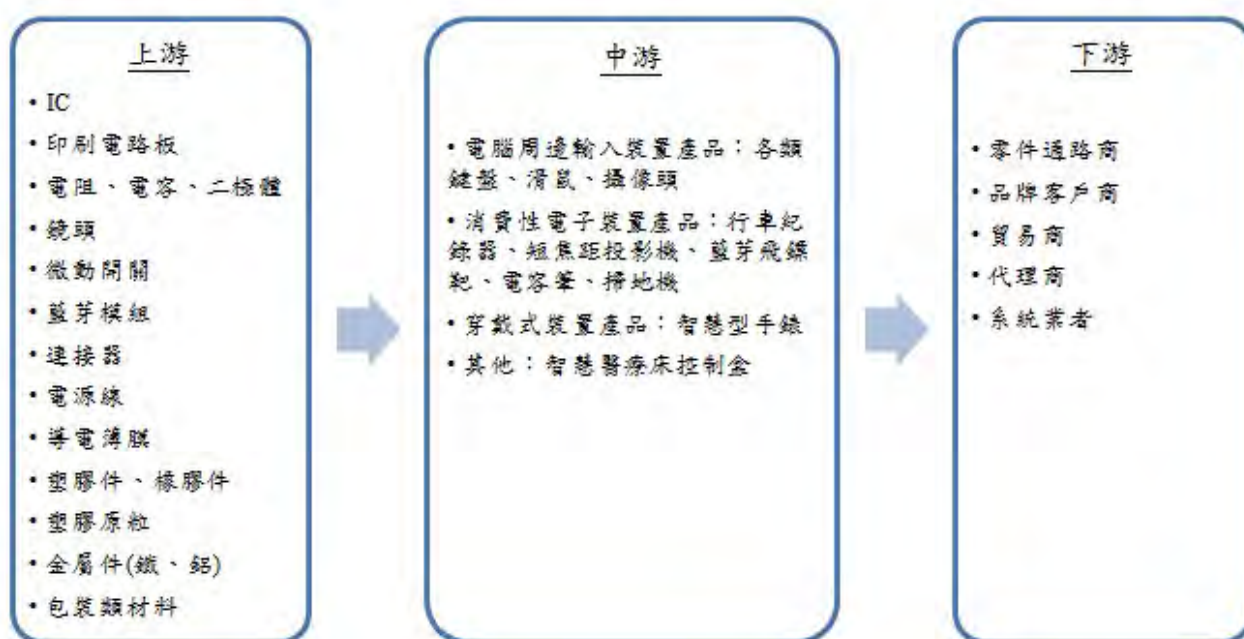 上游
• IC
• 印刷電路板
• 電阻、電容、二極體
• 鏡頭
• 微動開關
• 藍芽模組
• 連接器
• 電源線
• 導電薄膜
• 塑膠件、橡膠件
• 塑膠原粒
• 金屬件(鐵、鋁)
• 包裝類材料
中游
• 電腦周邊輸入裝置產品：各類
鍵盤、滑鼠、攝像頭
• 消費性電子裝置產品：行車紀
錄器、短焦距投影機、藍芽飛鏢
靶、電容筆、掃地機
• 穿戴式裝置產品：智慧型手錶
• 其他：智慧醫療床控制盒
下游
• 零件通路商
• 品牌客戶商
• 貿易商
• 代理商
• 系統業者